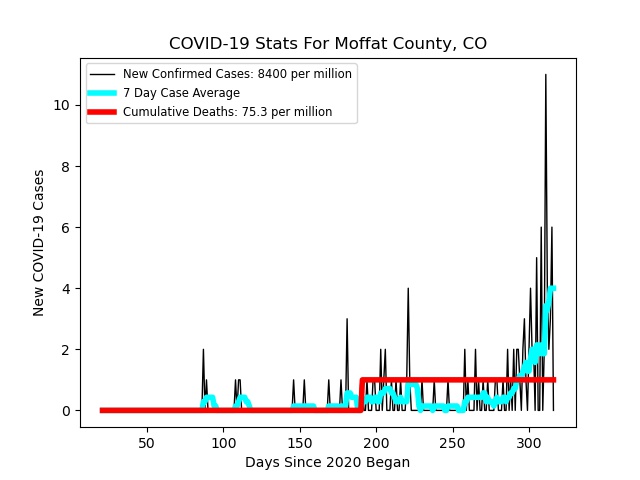 COVID-19 Stats For Moffat County, CO
New Confirmed Cases: 8400 per million
7 Day Case Average
Cumulative Deaths: 75.3 per million
New COVID-19 Cases
10
8
6
4
2
0
50 100 150 200 250 300
Days Since 2020 Began